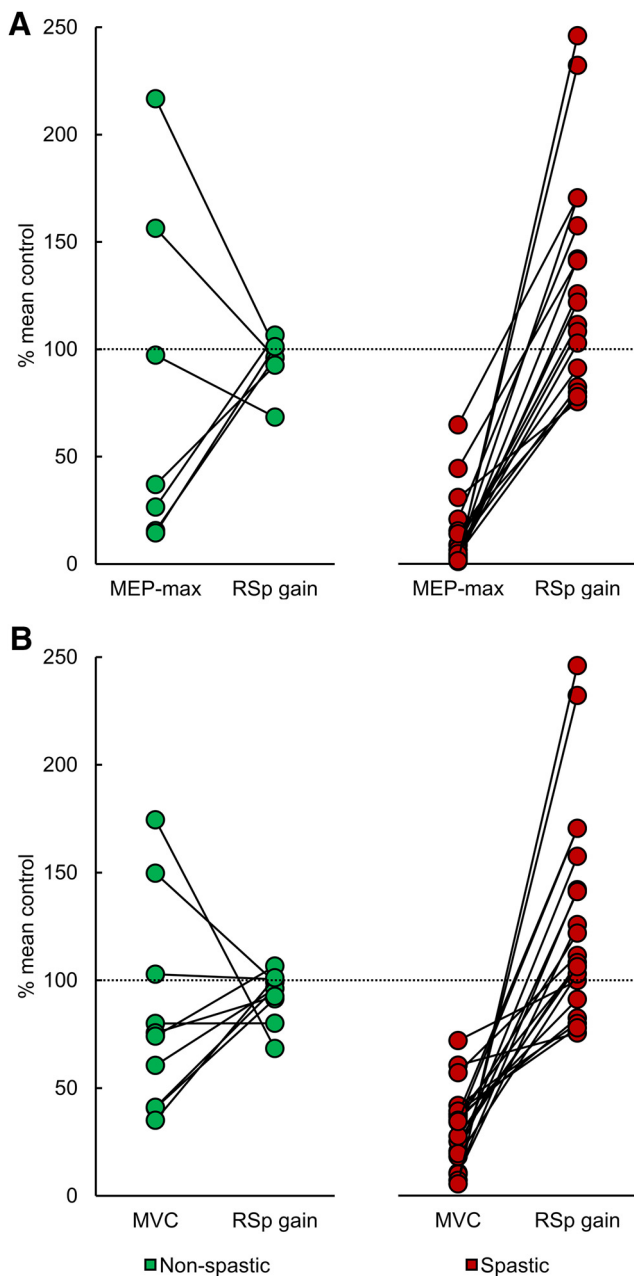 A
250
200
150
100
50
0
% mean control
MEP-max RSp gain MEP-max RSp gain
B
250
200
150
100
50
0
% mean control
MVC RSp gain MVC RSp gain
Non-spastic Spastic